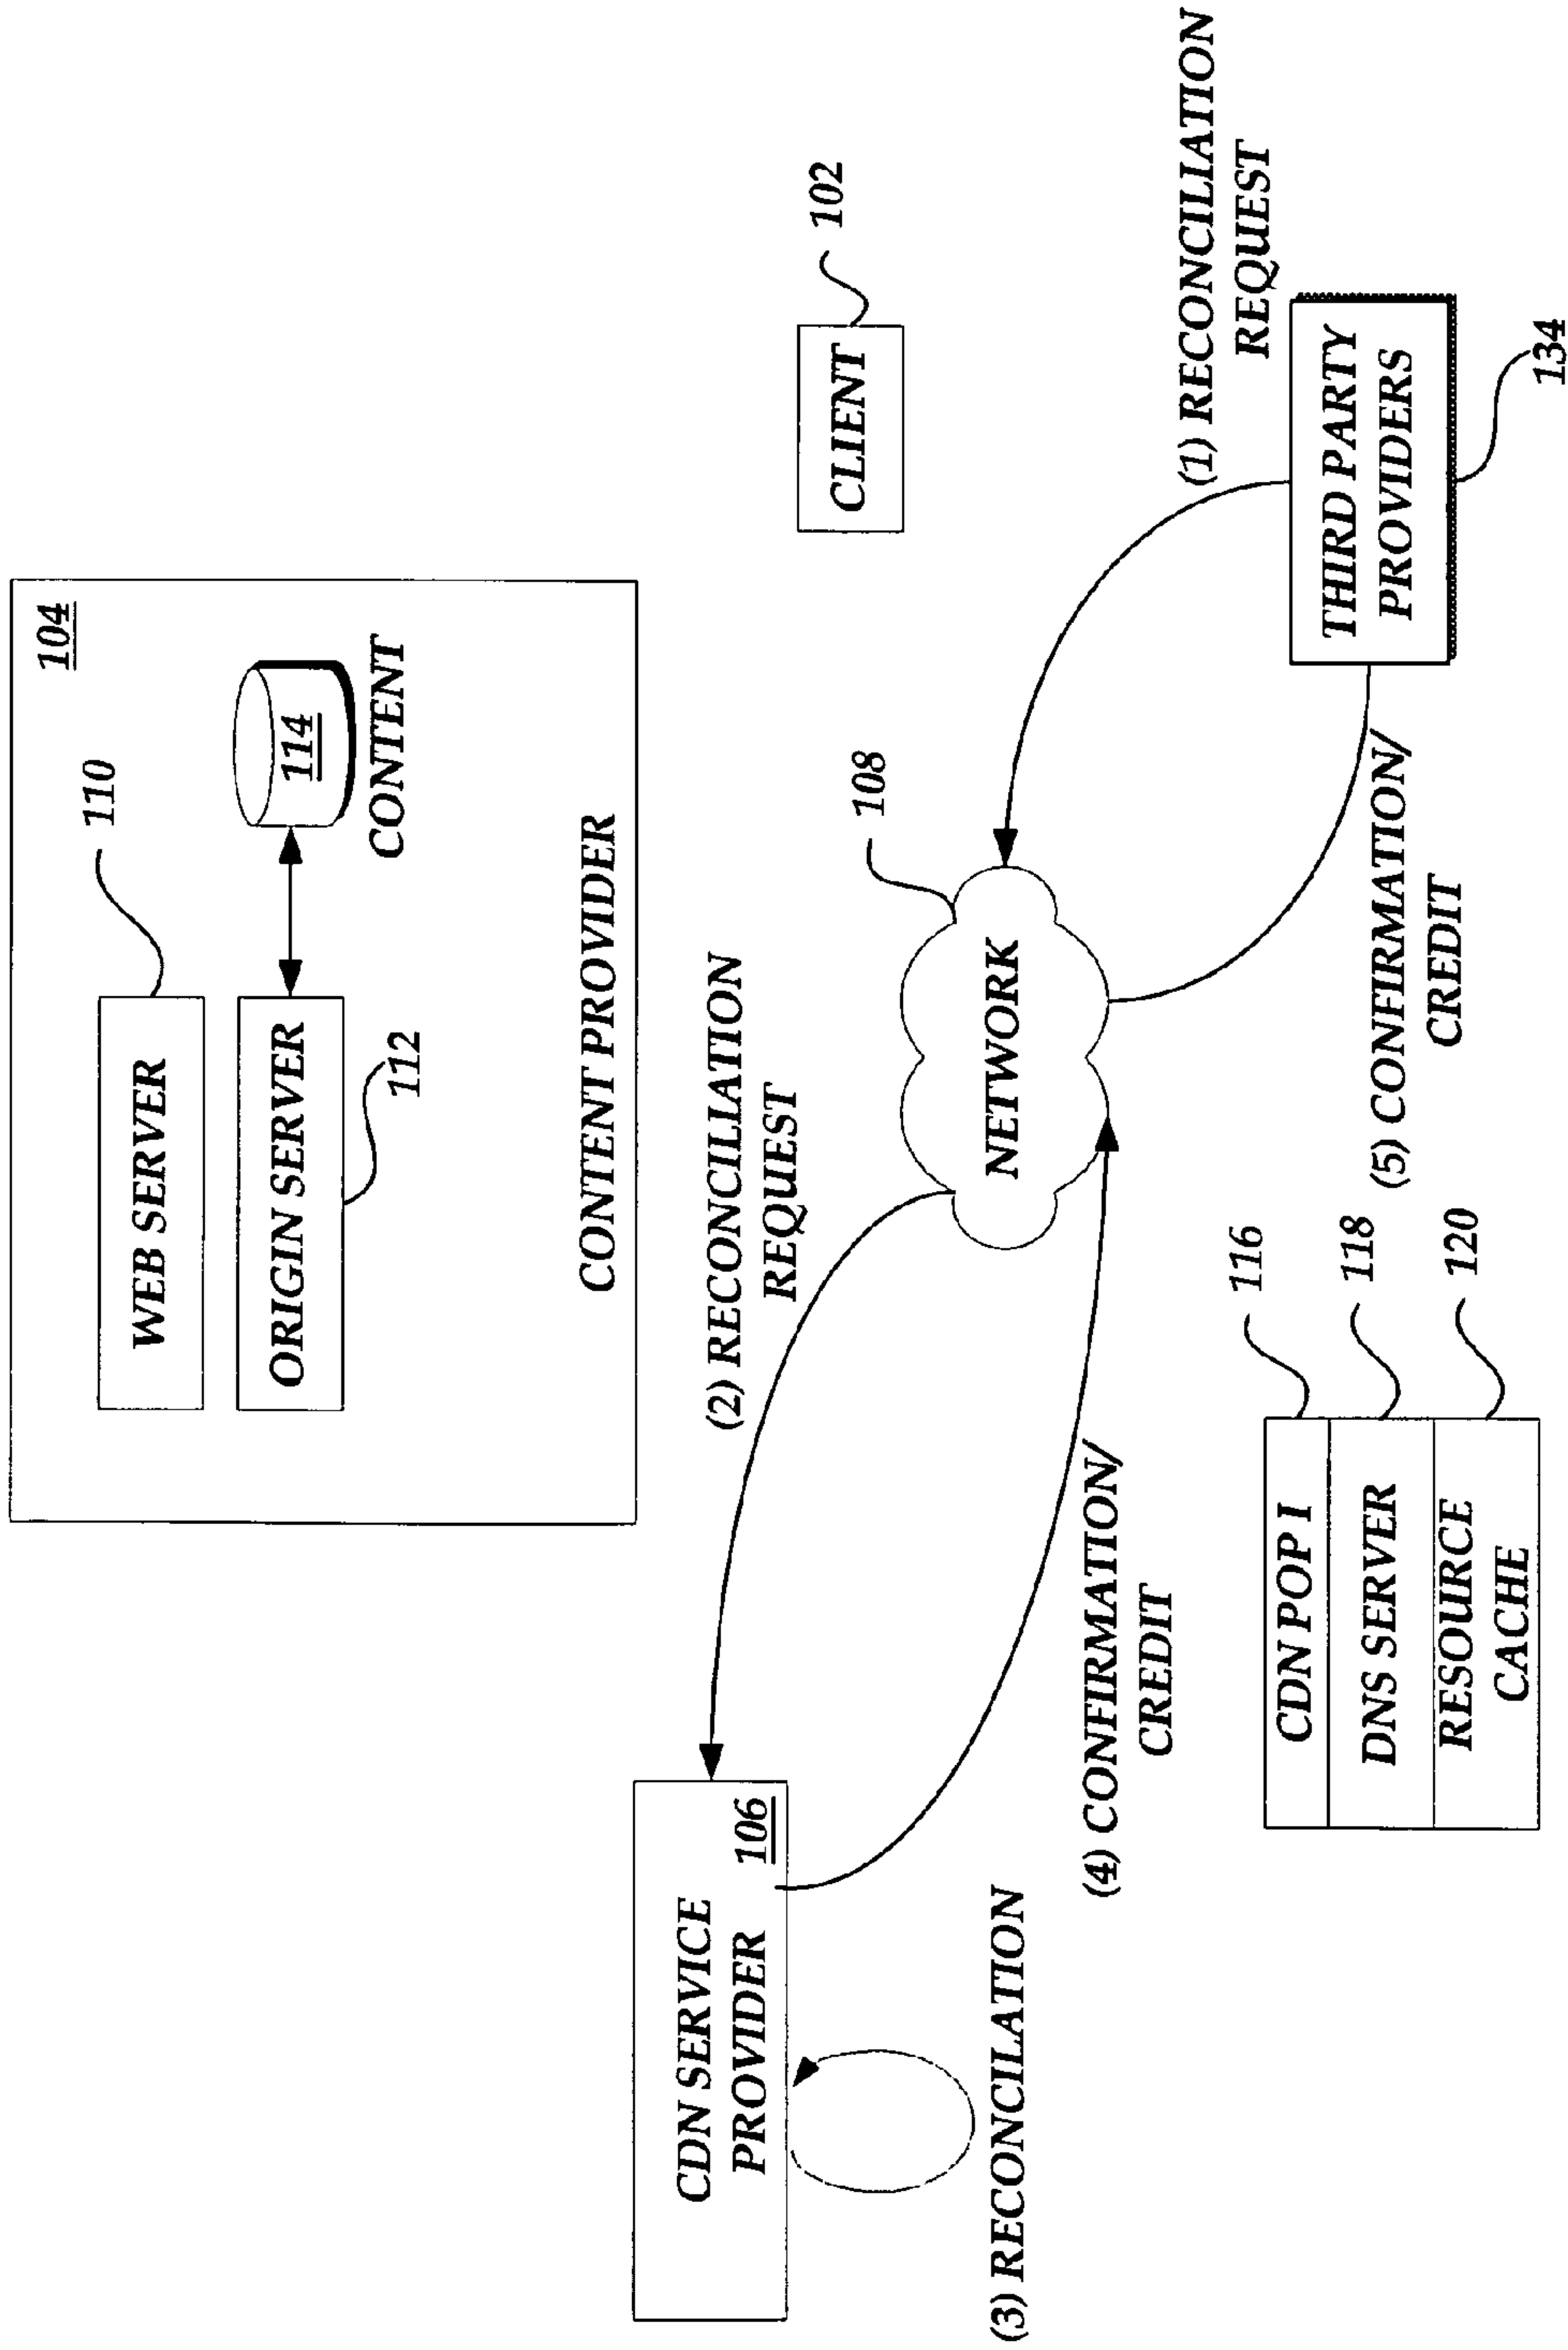 104
WEB SERVER
110
ORIGIN SERVER
112
114
CONTENT
CONTENT PROVIDER
CDN SERVICE
PROVIDER
106
(2) RECONCILIATION
REQUEST
CLIENT
102
108
NETWORK
(3) RECONCILATION
(4) CONFIRMATION/
CREDIT
(1) RECONCILIATION
REQUEST
CDN POP I
116
DNS SERVER
118
RESOURCE
CACHE
120
(5) CONFIRMATION/
CREDIT
THIRD PARTY
PROVIDERS
134